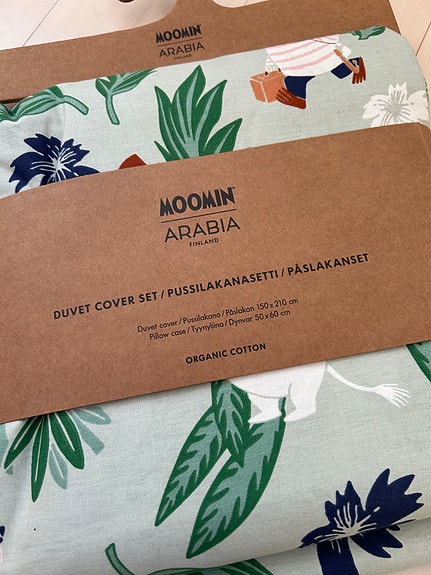 MOOMIN
ARABIA
FINLAND
MOOMIN
ARABIA
FINLAND
DUVET COVER SET / PUSSILAKANASETTI / PÅSLAKANSET
Duvet cover / Pussilakana / Påslakan 150 x 210 cm
Pillow case / Tyynyliina / Dynvar 50 x 60 cm
ORGANIC COTTON